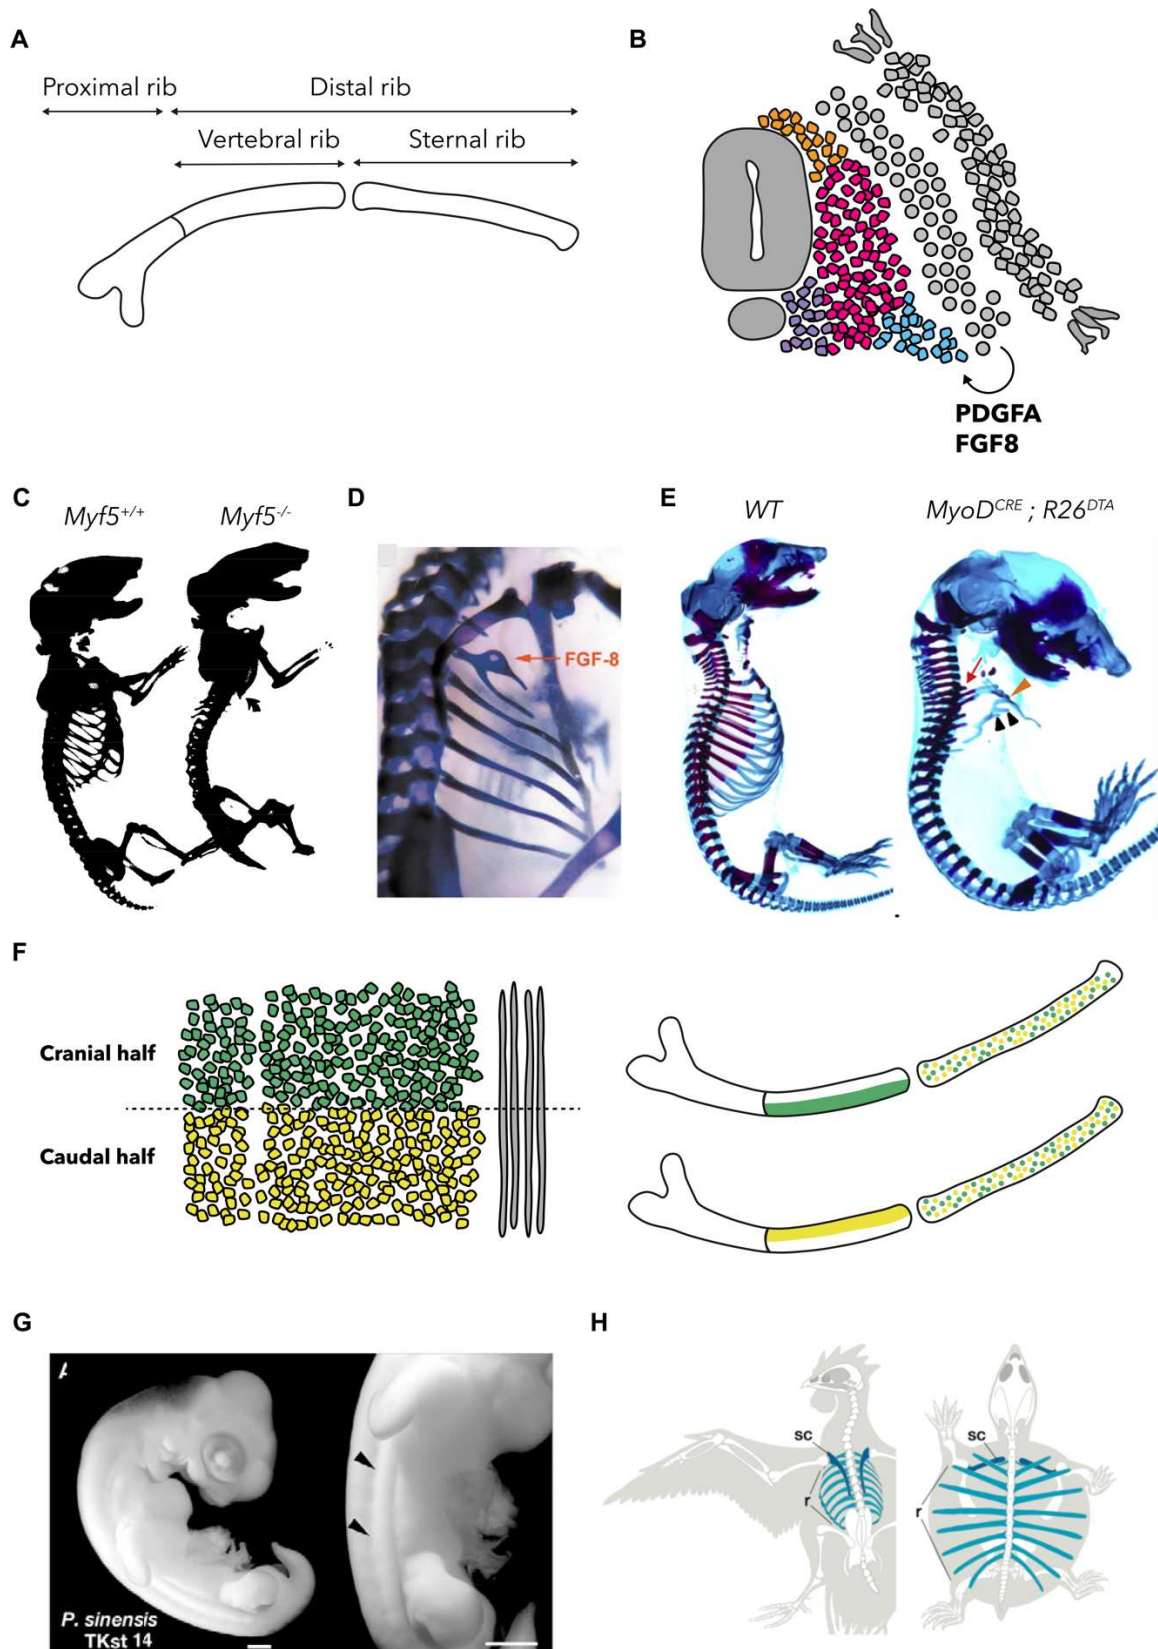 A
Proximal rib
Distal rib
Vertebral rib
Sternal rib
B
PDGFA
FGF8
C
Myf5+/+
Myf5-/-
D
FGF-8
E
WT
MyoDCRE ; R26DTA
F
Cranial half
Caudal half
G
P. sinensis
TKst 14
H
sc
r
sc
r